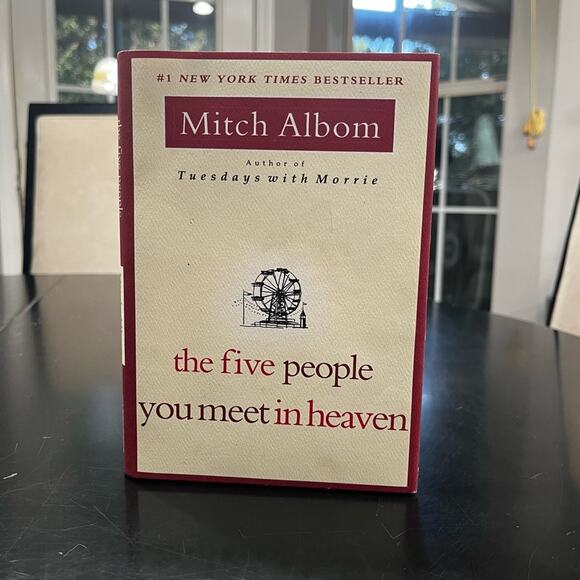 #1 NEW YORK TIMES BESTSELLER
Mitch Albom
Author of
Tuesdays with Morrie
the five people
you meet in heaven